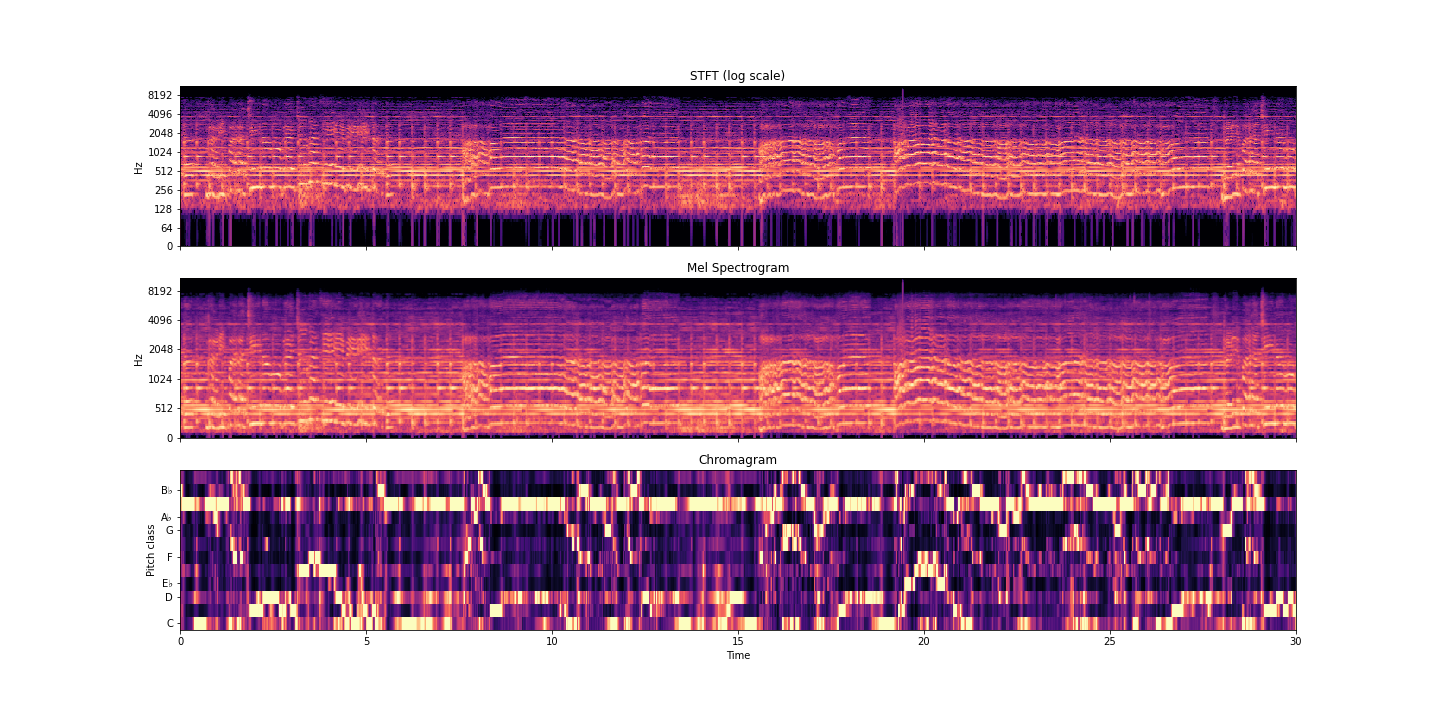 STFT (log scale)
8192
4096
2048
1024
512
256
128
64
0
Hz
Mel Spectrogram
8192
4096
2048
1024
512
0
Hz
Chromagram
B♭
A♭
G
F
E♭
D
C
Pitch class
0 5 10 15 20 25 30
Time